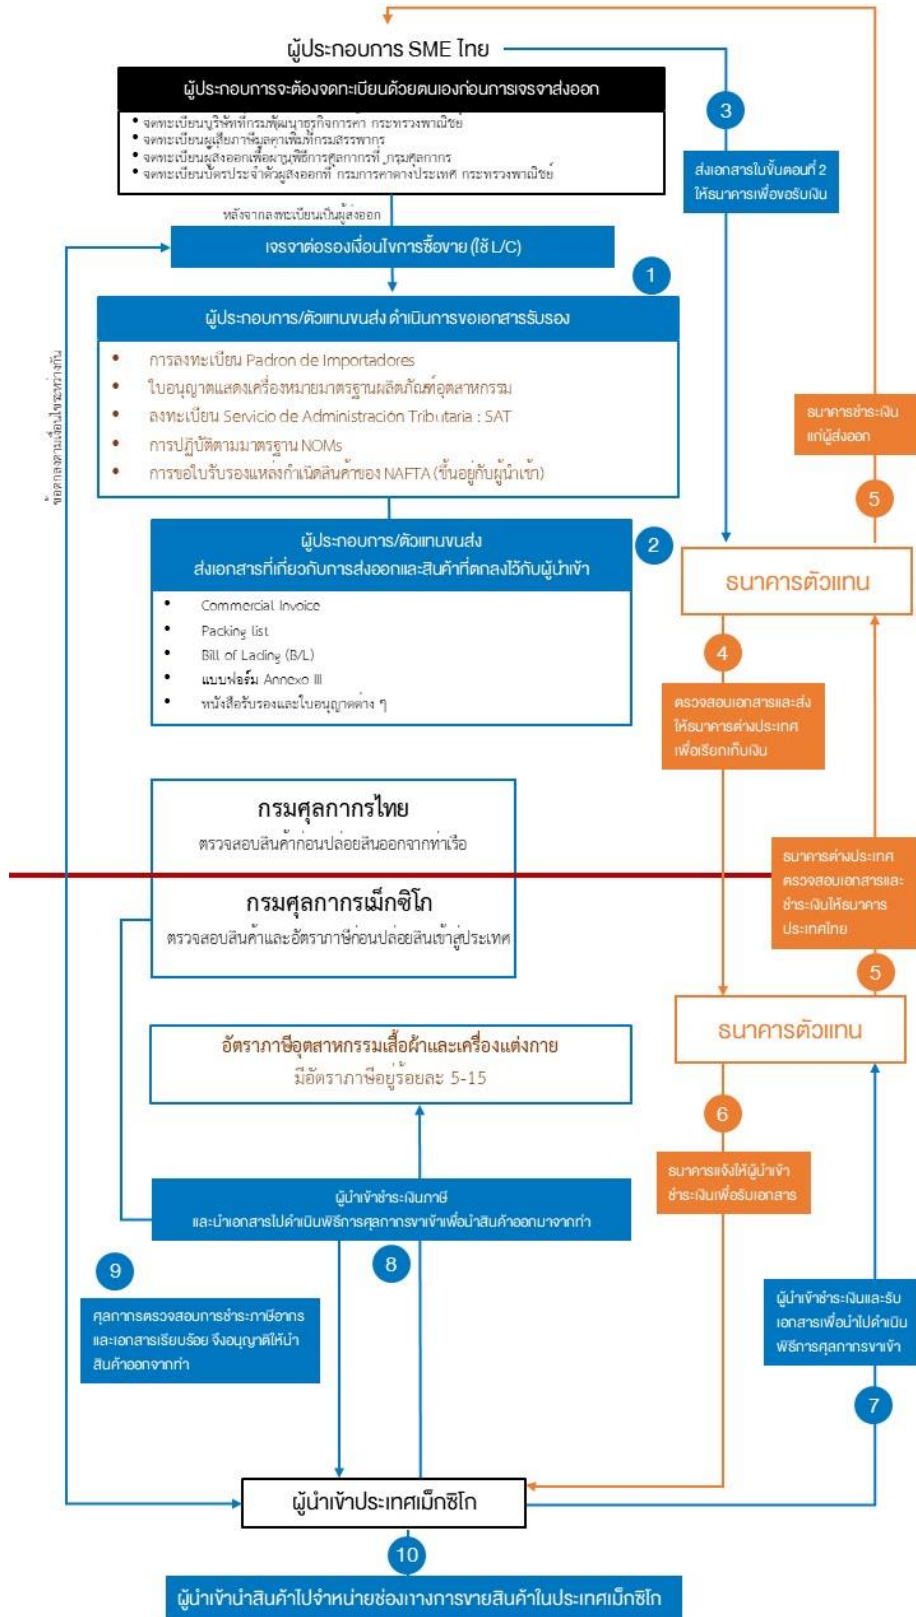 ผู้ประกอบการ SME ไทย
ผู้ประกอบการจะต้องจดทะเบียนด้วยตนเองก่อนการเจรจาส่งออก
• จดทะเบียนบริษัทที่กรมพัฒนาธุรกิจการค้า กระทรวงพาณิชย์
• จดทะเบียนผู้เสียภาษีมูลค่าเพิ่มที่กรมสรรพากร
• จดทะเบียนผู้ส่งออกเพื่อผ่านพิธีการศุลกากรที่ กรมศุลกากร
• จดทะเบียนบัตรประจำตัวผู้ส่งออกที่ กรมการค้าต่างประเทศ กระทรวงพาณิชย์
3
ส่งเอกสารในขั้นตอนที่ 2
ให้ธนาคารเพื่อขอรับเงิน
หลังจากลงทะเบียนเป็นผู้ส่งออก
เจรจาต่อรองเงื่อนไขการซื้อขาย (ใช้ L/C)
1
ผู้ประกอบการ/ตัวแทนขนส่ง ดำเนินการขอเอกสารรับรอง
• การลงทะเบียน Padron de Importadores
• ใบอนุญาตแสดงเครื่องหมายมาตรฐานผลิตภัณฑ์อุตสาหกรรม
• ลงทะเบียน Servicio de Administración Tributaria : SAT
• การปฏิบัติตามมาตรฐาน NOMs
• การขอใบรับรองแหล่งกำเนิดสินค้าของ NAFTA (ขึ้นอยู่กับผู้นำเข้า)
ข้อตกลงตามเงื่อนไขระหว่างกัน
ธนาคารชำระเงิน
แก่ผู้ส่งออก
5
2
ผู้ประกอบการ/ตัวแทนขนส่ง
ส่งเอกสารที่เกี่ยวกับการส่งออกและสินค้าที่ตกลงไว้กับผู้นำเข้า
• Commercial Invoice
• Packing list
• Bill of Lading (B/L)
• แบบฟอร์ม Annexo III
• หนังสือรับรองและใบอนุญาตต่าง ๆ
ธนาคารตัวแทน
4
ตรวจสอบเอกสารและส่ง
ให้ธนาคารต่างประเทศ
เพื่อเรียกเก็บเงิน
กรมศุลกากรไทย
ตรวจสอบสินค้าก่อนปล่อยสินออกจากท่าเรือ
กรมศุลกากรเม็กซิโก
ตรวจสอบสินค้าและอัตราภาษีก่อนปล่อยสินเข้าสู่ประเทศ
ธนาคารต่างประเทศ
ตรวจสอบเอกสารและ
ชำระเงินให้ธนาคาร
ประเทศไทย
5
ธนาคารตัวแทน
อัตราภาษีอุตสาหกรรมเสื้อผ้าและเครื่องแต่งกาย
มีอัตราภาษีอยู่ร้อยละ 5-15
6
ธนาคารแจ้งให้ผู้นำเข้า
ชำระเงินเพื่อรับเอกสาร
ผู้นำเข้าชำระเงินภาษี
และนำเอกสารไปดำเนินพิธีการศุลกากรขาเข้าเพื่อนำสินค้าออกมาจากท่า
8
9
ศุลกากรตรวจสอบการชำระภาษีอากร
และเอกสารเรียบร้อย จึงอนุญาติให้นำ
สินค้าออกจากท่า
ผู้นำเข้าชำระเงินและรับ
เอกสารเพื่อนำไปดำเนิน
พิธีการศุลกากรขาเข้า
7
ผู้นำเข้าประเทศเม็กซิโก
10
ผู้นำเข้านำสินค้าไปจำหน่ายช่องทางการขายสินค้าในประเทศเม็กซิโก